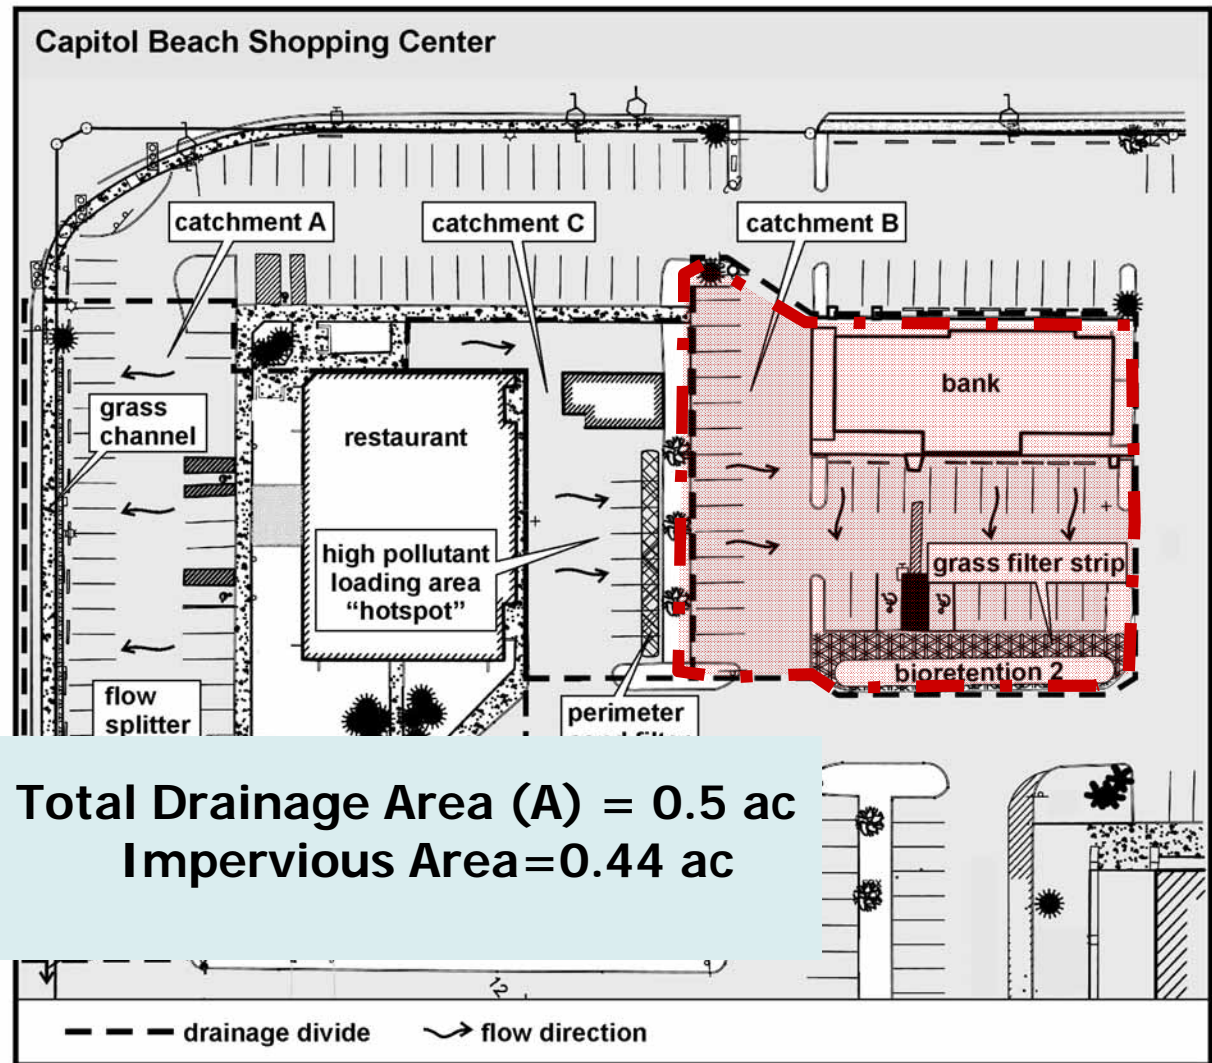 Capitol Beach Shopping Center
catchment A
catchment C
catchment B
bank
grass
channel
restaurant
high pollutant
loading area
“hotspot”
grass filter strip
bioretention 2
flow
splitter
perimeter
Total Drainage Area (A) = 0.5 ac
Impervious Area=0.44 ac
12
drainage divide
flow direction